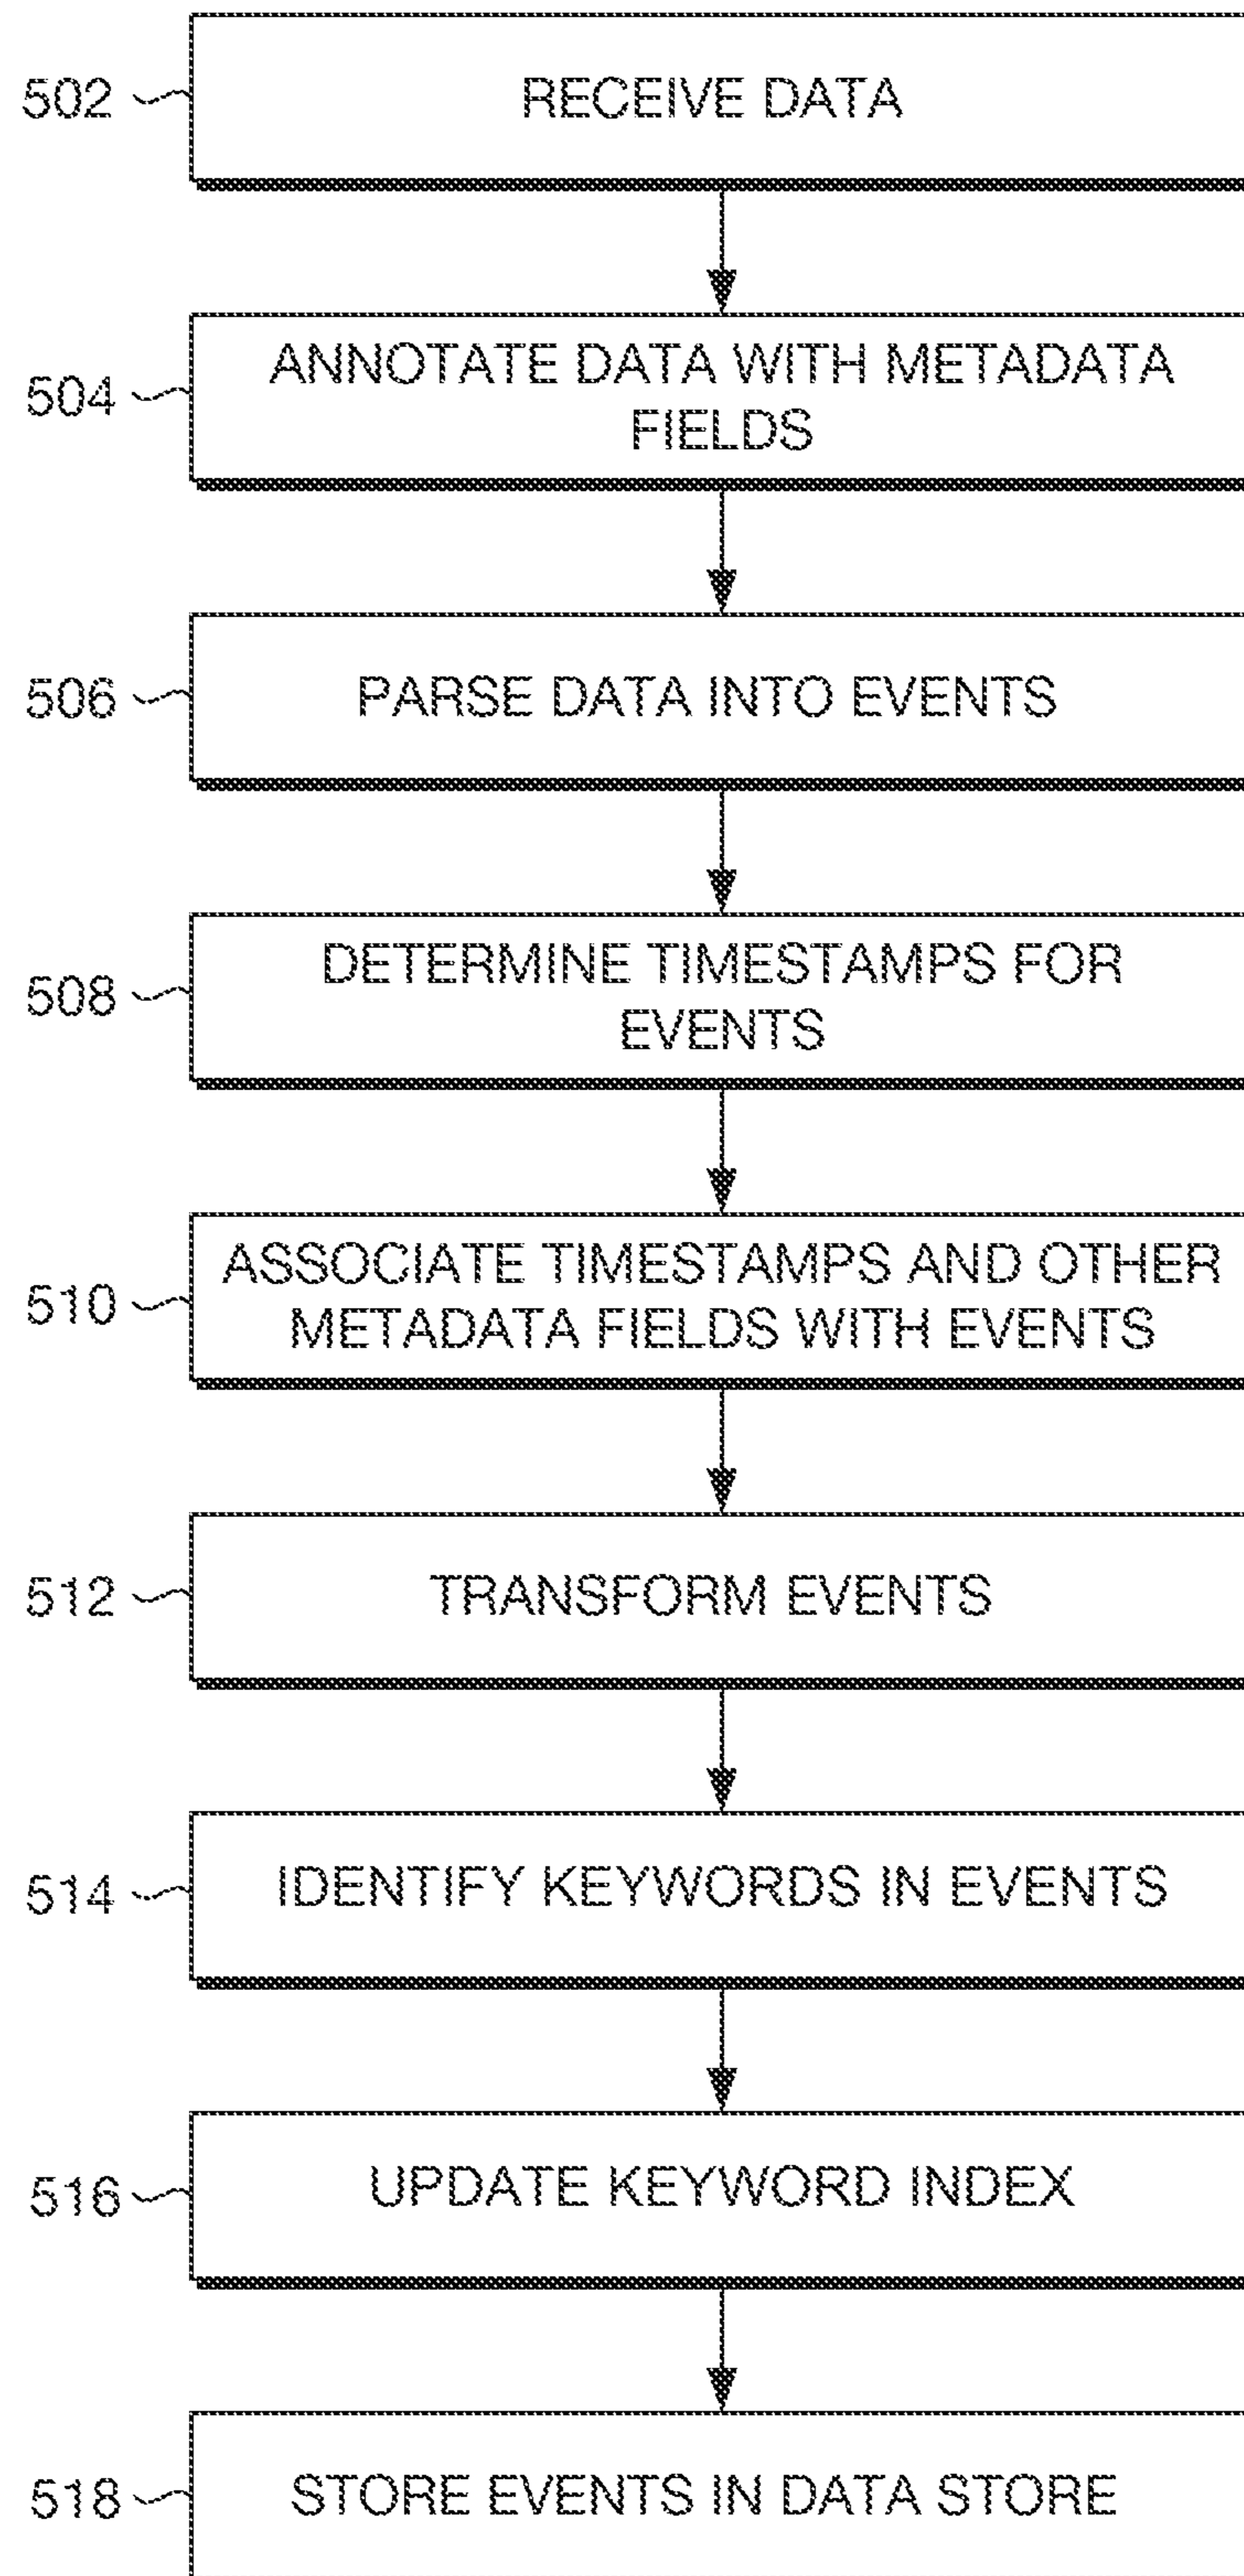 502
RECEIVE DATA
504
ANNOTATE DATA WITH METADATA
FIELDS
506
PARSE DATA INTO EVENTS
508
DETERMINE TIMESTAMPS FOR
EVENTS
510
ASSOCIATE TIMESTAMPS AND OTHER
METADATA FIELDS WITH EVENTS
512
TRANSFORM EVENTS
514
IDENTIFY KEYWORDS IN EVENTS
516
UPDATE KEYWORD INDEX
518
STORE EVENTS IN DATA STORE